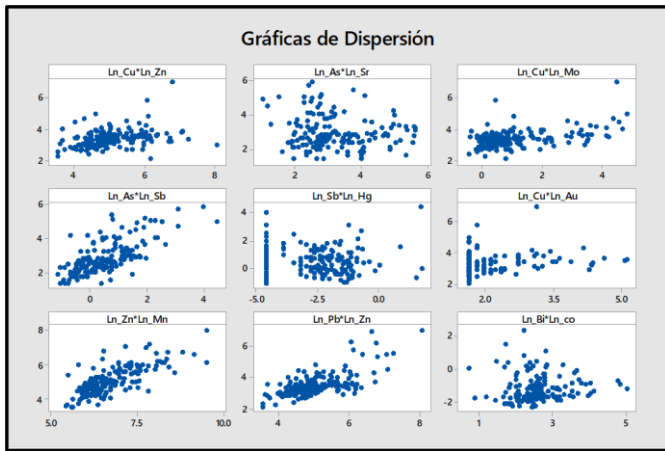 Gráficas de Dispersión
Ln_Cu*Ln_Zn Ln_As*Ln_Sr Ln_Cu*Ln_Mo
6 4 2
4 6 8
6 4 2
2 4 6
6 4 2
0 2 4
Ln_As*Ln_Sb Ln_Sb*Ln_Hg Ln_Cu*Ln_Au
6 4 2
0 2 4
4 2 0
-5.0 -2.5 0.0
6 4 2
2.0 3.5 5.0
Ln_Zn*Ln_Mn Ln_Pb*Ln_Zn Ln_Bi*Ln_co
8 6 4
5.0 7.5 10.0
6 4 2
4 6 8
2 0 -2
1 3 5